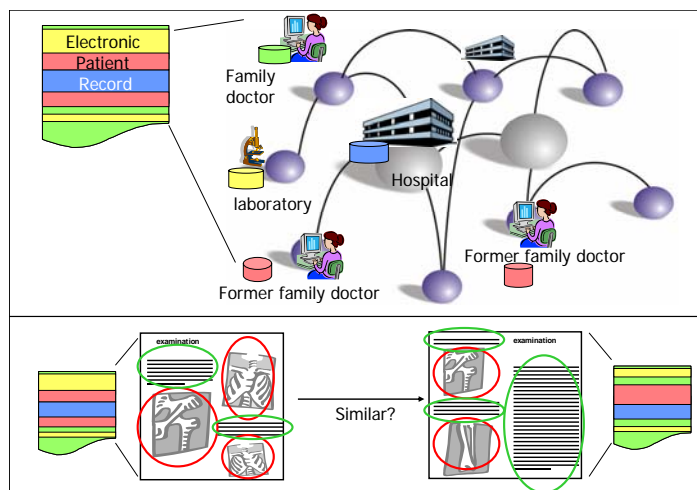 Electronic
Patient
Record
Family
doctor
laboratory
Hospital
Former family doctor
Former family doctor
examination
examination
Similar?